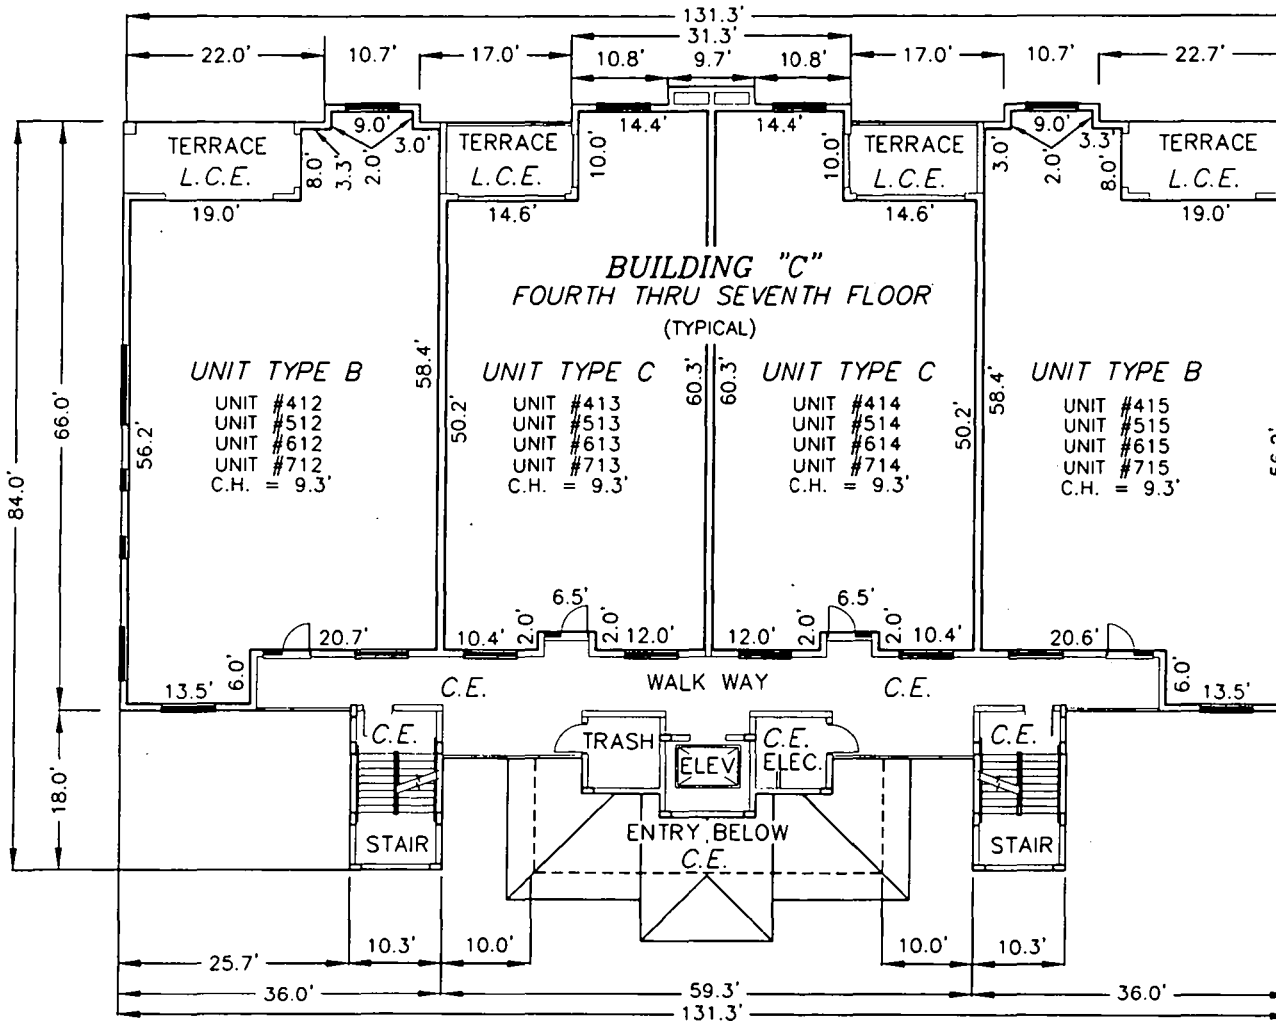 131.3'
31.3'
22.0' 10.7' 17.0' 10.8' 9.7' 10.8' 17.0' 10.7' 22.7'
9.0' 14.4' 14.4' 9.0'
TERRACE 3.0' TERRACE TERRACE 3.3' TERRACE
L.C.E. 8.0' 3.3' 2.0' L.C.E. 10.0' 10.0' L.C.E. 3.0' 2.0' 8.0' L.C.E.
19.0' 14.6' 14.6' 19.0'
BUILDING "C"
FOURTH THRU SEVENTH FLOOR
(TYPICAL)
UNIT TYPE B
UNIT #412
UNIT #512
UNIT #612
UNIT #712
C.H. = 9.3'
UNIT TYPE C
UNIT #413
UNIT #513
UNIT #613
UNIT #713
C.H. = 9.3'
UNIT TYPE C
UNIT #414
UNIT #514
UNIT #614
UNIT #714
C.H. = 9.3'
UNIT TYPE B
UNIT #415
UNIT #515
UNIT #615
UNIT #715
C.H. = 9.3'
84.0' 66.0' 56.2' 58.4' 50.2' 60.3' 60.3' 50.2' 58.4'
6.5' 6.5'
20.7' 10.4' 2.0' 2.0' 12.0' 12.0' 2.0' 2.0' 10.4' 20.6'
13.5' 6.0' C.E. WALK WAY C.E. 6.0' 13.5'
C.E. TRASH C.E. C.E.
18.0' ELEV ELEC.
STAIR ENTRY BELOW STAIR
C.E.
25.7' 10.3' 10.0' 10.0' 10.3'
36.0' 59.3' 36.0'
131.3'